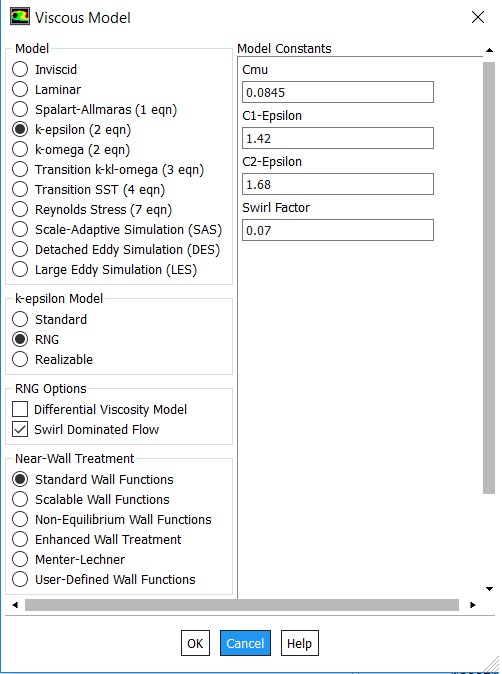 Viscous Model
Model
Inviscid
Laminar
Spalart-Allmaras (1 eqn)
k-epsilon (2 eqn)
k-omega (2 eqn)
Transition k-kl-omega (3 eqn)
Transition SST (4 eqn)
Reynolds Stress (7 eqn)
Scale-Adaptive Simulation (SAS)
Detached Eddy Simulation (DES)
Large Eddy Simulation (LES)
k-epsilon Model
Standard
RNG
Realizable
RNG Options
Differential Viscosity Model
Swirl Dominated Flow
Near-Wall Treatment
Standard Wall Functions
Scalable Wall Functions
Non-Equilibrium Wall Functions
Enhanced Wall Treatment
Menter-Lechner
User-Defined Wall Functions
Model Constants
Cmu
0.0845
C1-Epsilon
1.42
C2-Epsilon
1.68
Swirl Factor
0.07
OK
Cancel
Help